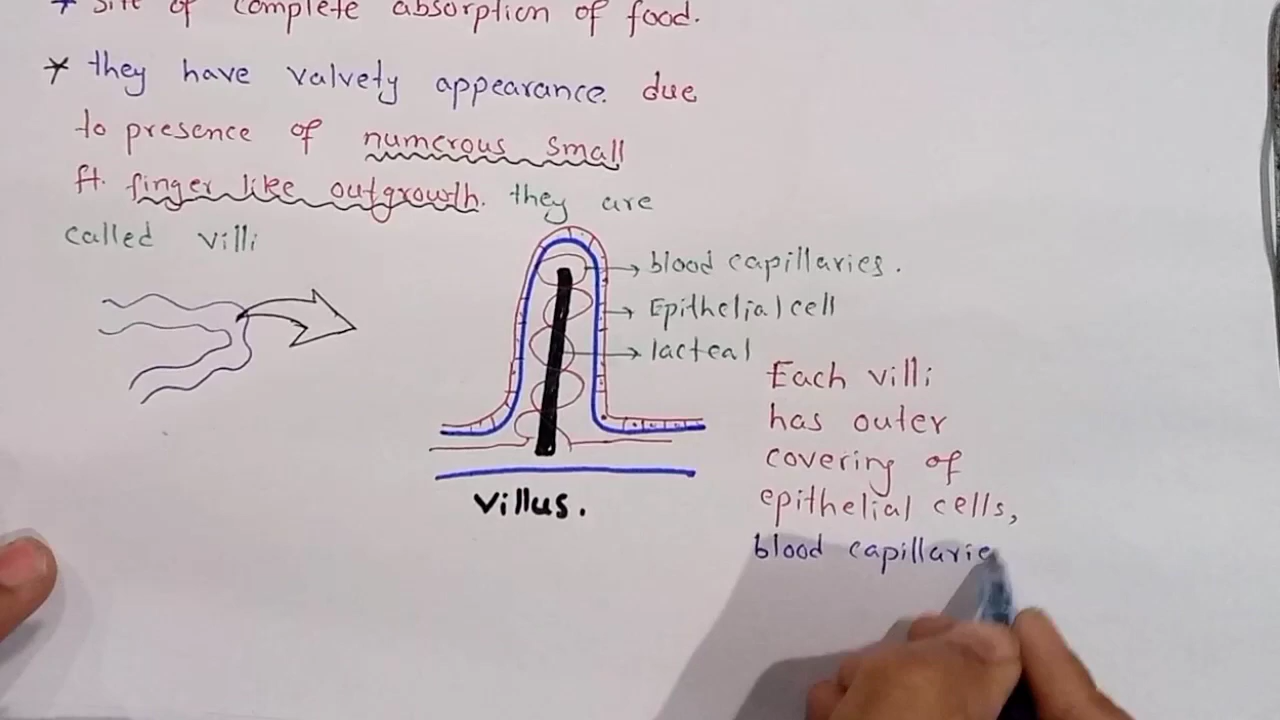 * Site of complete absorption of food.
* they have valvety appearance. due
to presence of numerous small
ft. finger like outgrowth. they are
called villi
blood capillaries.
Epithelial cell
lacteal
Each villi
has outer
covering of
epithelial cells,
blood capillarie
Villus.